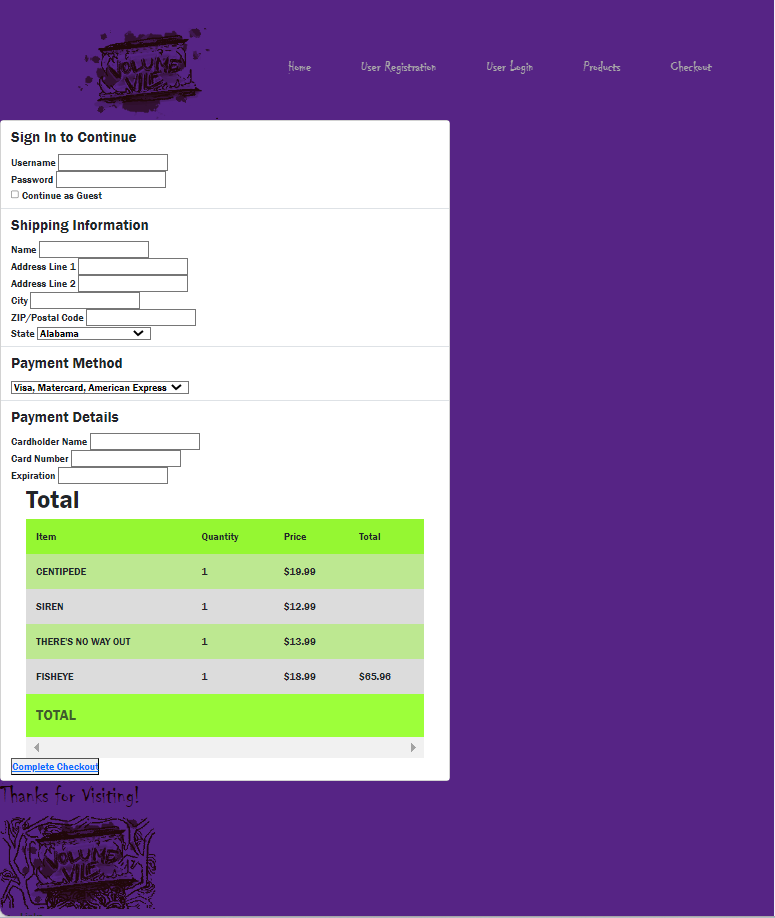 VOLUME
VILE
Home User Registration User Login Products Checkout
Sign In to Continue
Username
Password
Continue as Guest
Shipping Information
Name
Address Line 1
Address Line 2
City
ZIP/Postal Code
State Alabama
Payment Method
Visa, Matercard, American Express
Payment Details
Cardholder Name
Card Number
Expiration
Total
Item Quantity Price Total
CENTIPEDE 1 $19.99
SIREN 1 $12.99
THERE'S NO WAY OUT 1 $13.99
FISHEYE 1 $18.99 $65.96
TOTAL
Complete Checkout
Thanks for Visiting!
VOLUME
VILE